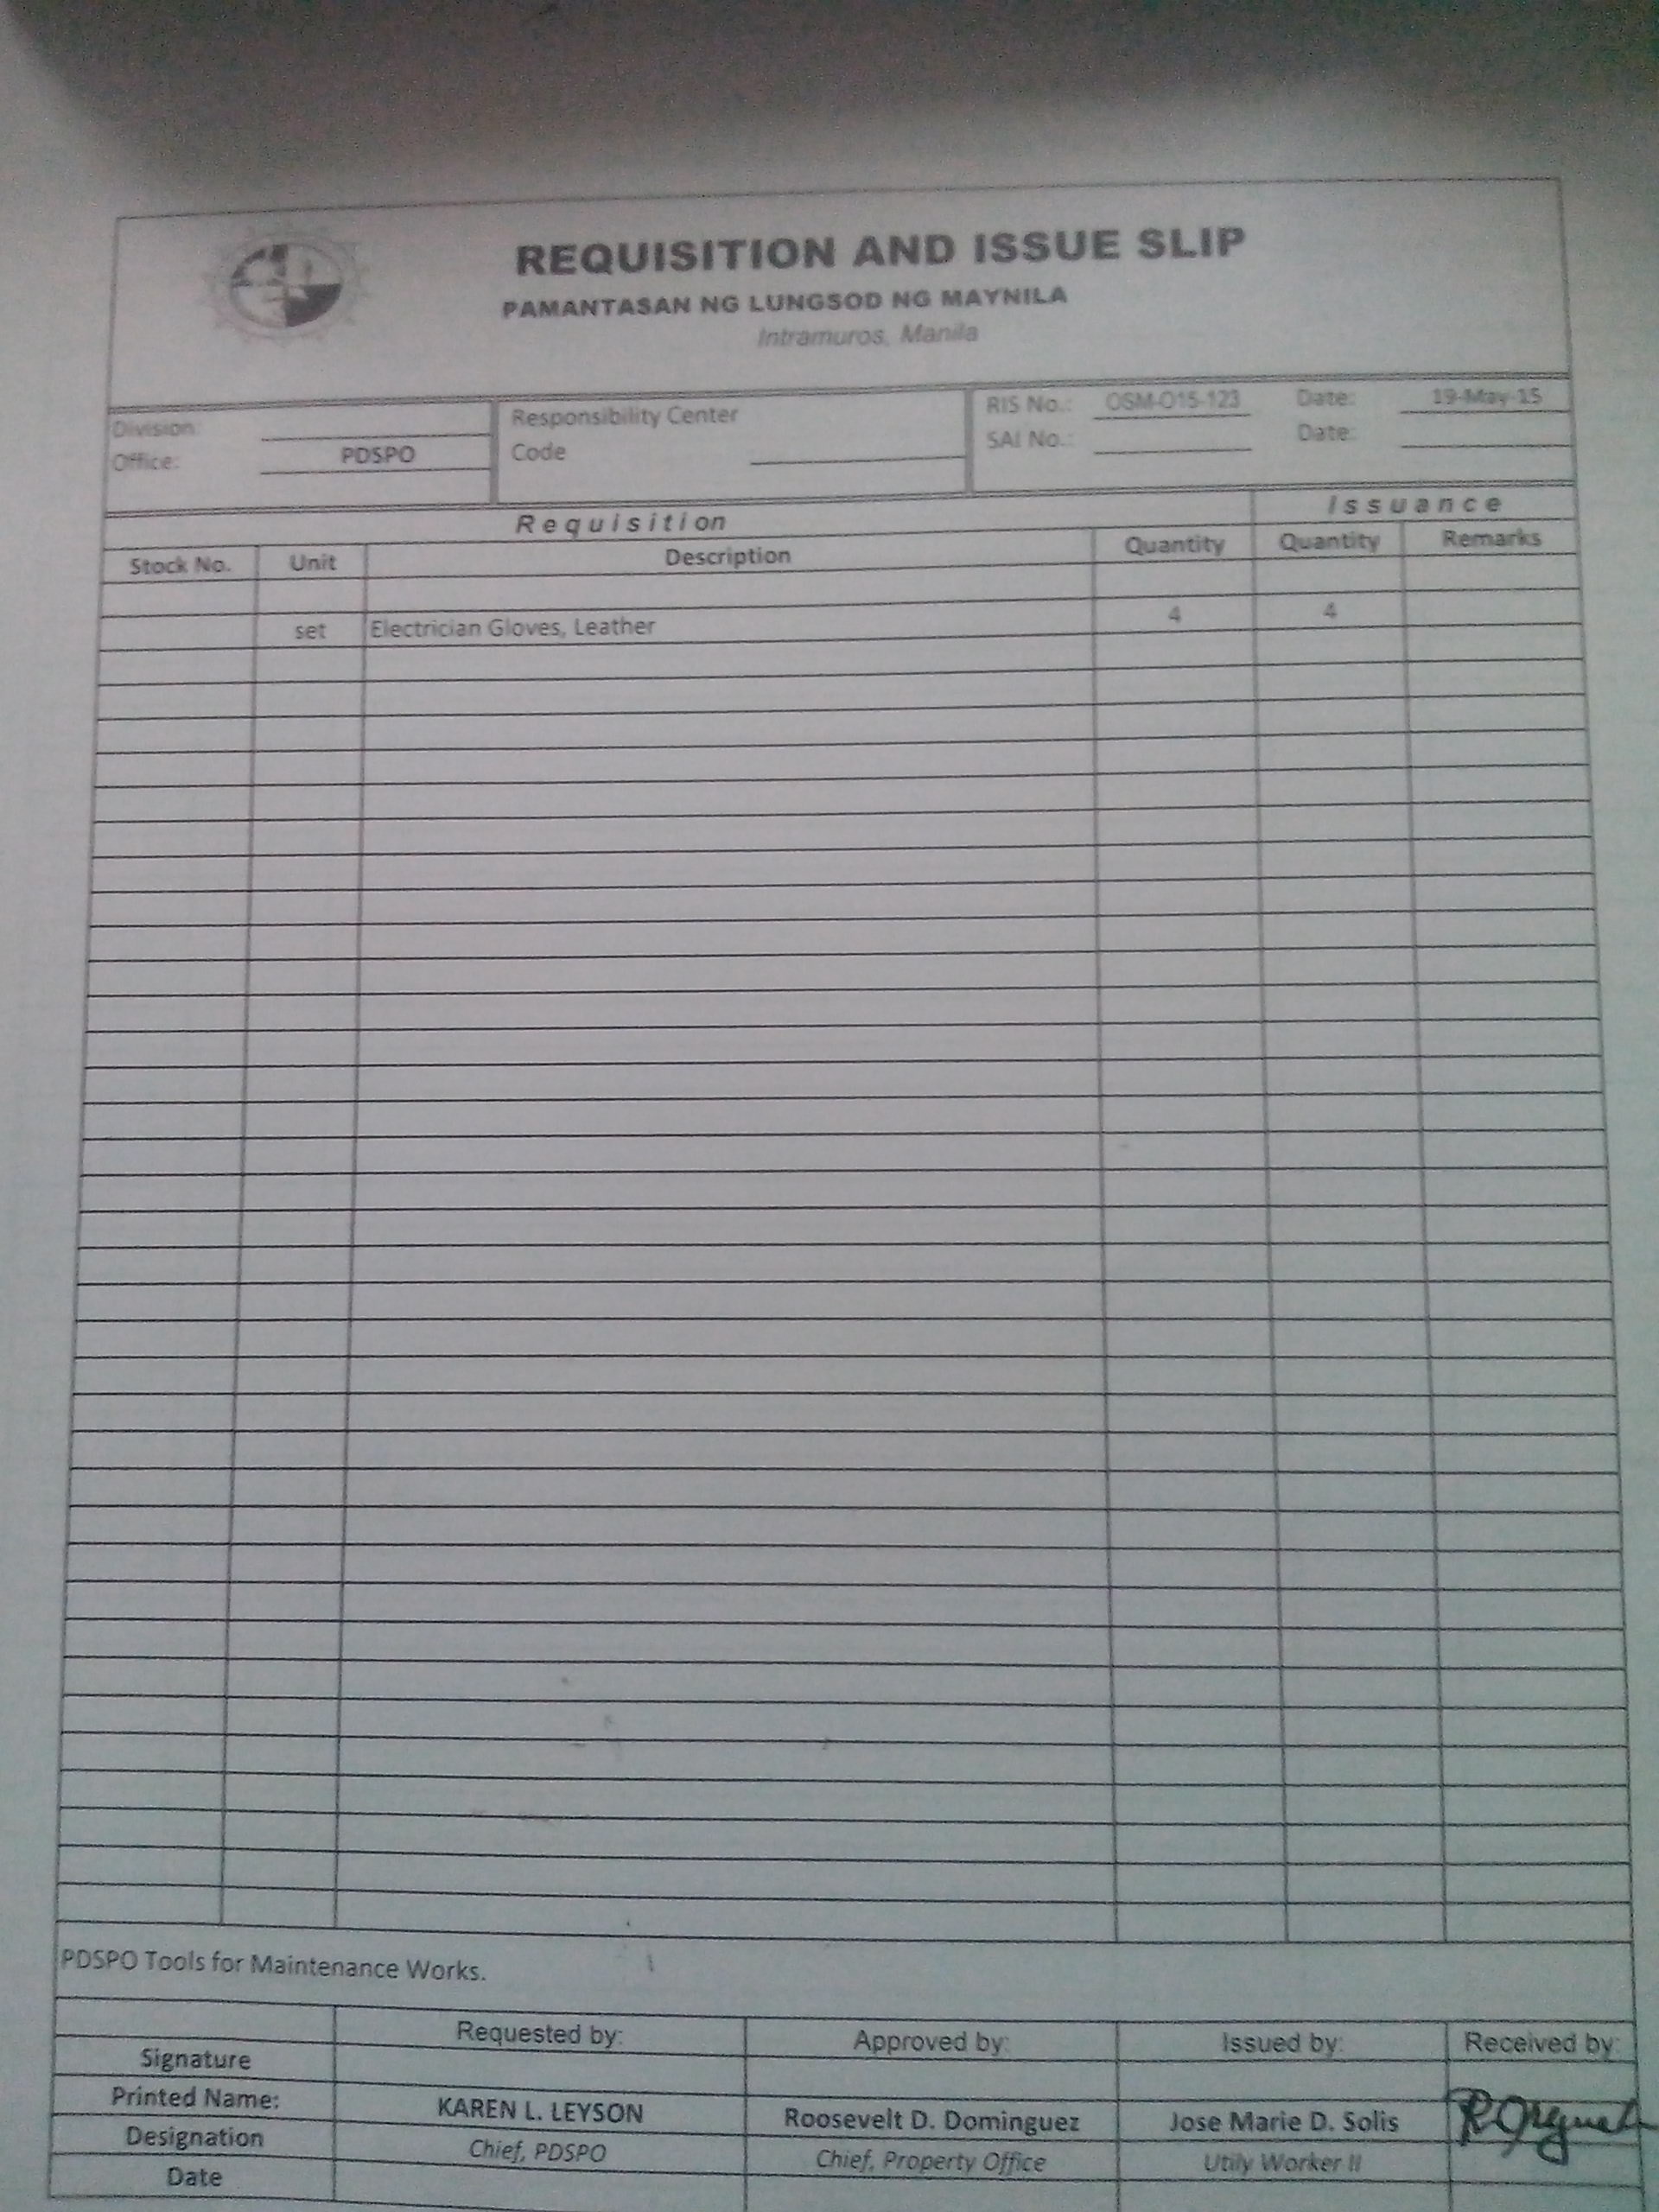 REQUISITION AND ISSUE SLIP
PAMANTASAN NG LUNGSOD NG MAYNILA
Intramuros, Manila
Division:
Office: PDSPO
Responsibility Center
Code
RIS No.: OSM-O15-123 Date: 19-May-15
SAI No.: Date:
Requisition Issuance
Stock No. Unit Description Quantity Quantity Remarks
set Electrician Gloves, Leather 4 4
PDSPO Tools for Maintenance Works.
Requested by: Approved by: Issued by: Received by:
Signature
Printed Name: KAREN L. LEYSON Roosevelt D. Dominguez Jose Marie D. Solis
Designation Chief, PDSPO Chief, Property Office Utily Worker II
Date